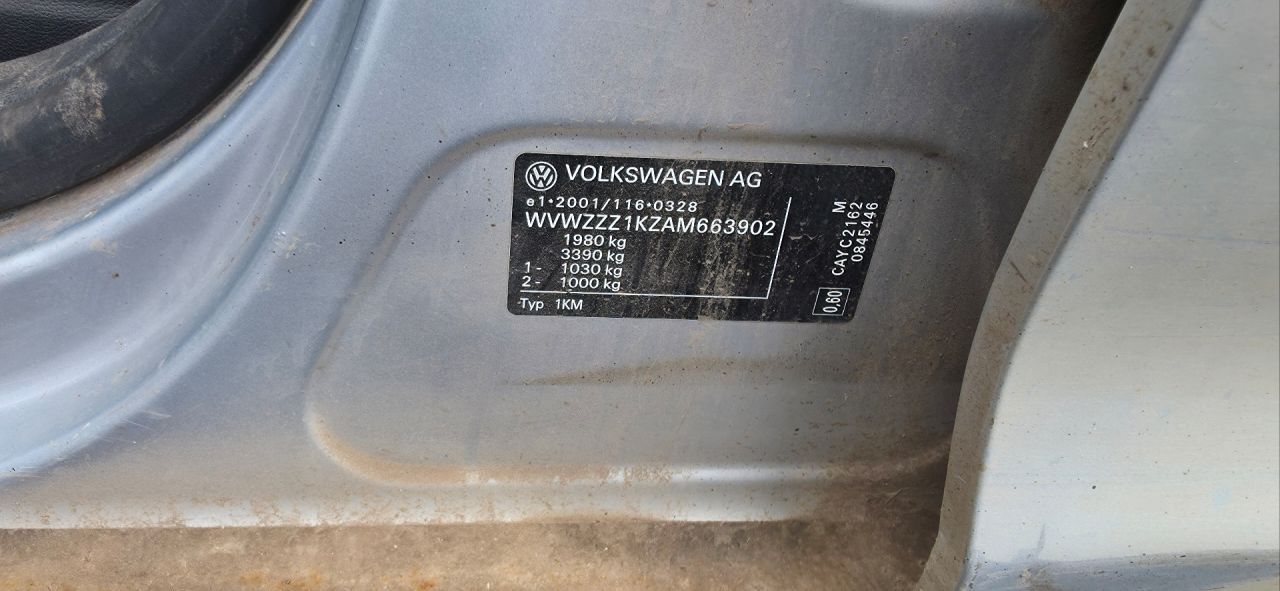 VOLKSWAGEN AG
e1*2001/116*0328
WVWZZZ1KZAM663902
1980 kg
3390 kg
1- 1030 kg
2- 1000 kg
Typ 1KM
M
CAYC2162
0845446
0,60